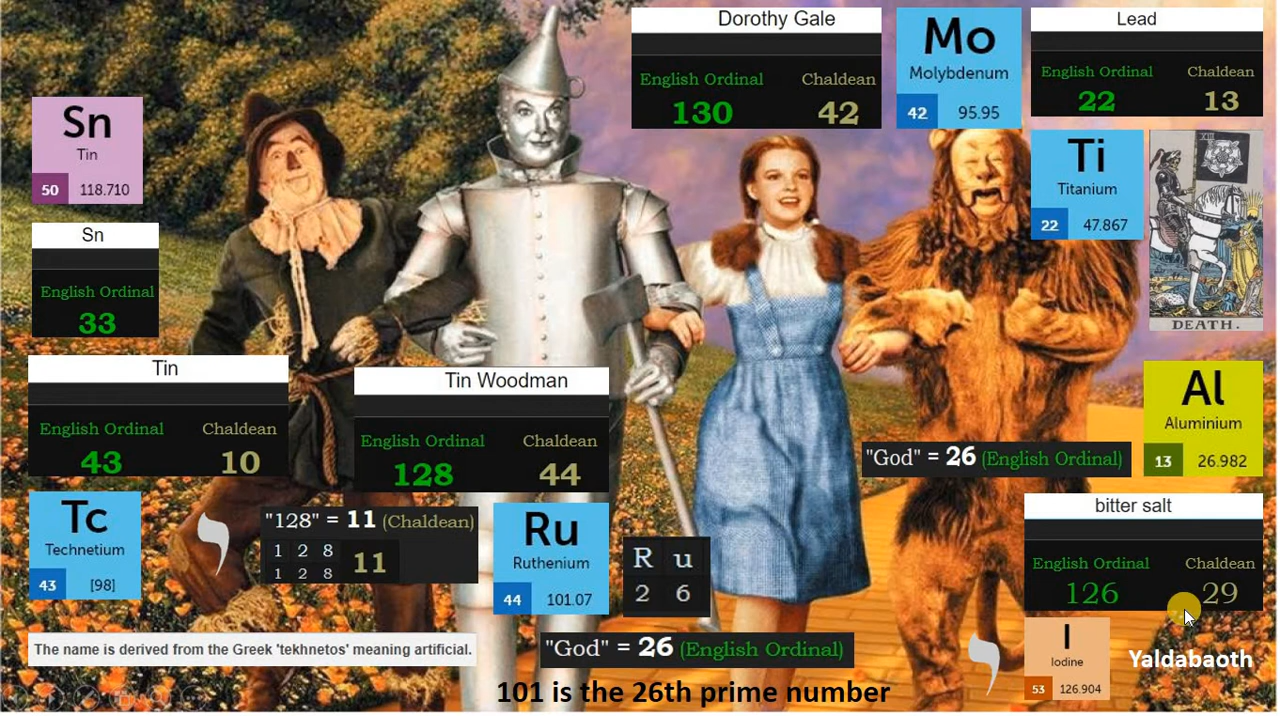 Dorothy Gale
English Ordinal Chaldean
130 42
Mo
Molybdenum
42 95.95
Lead
English Ordinal Chaldean
22 13
Sn
Tin
50 118.710
Ti
Titanium
22 47.867
XIII
DEATH.
Sn
English Ordinal
33
Tin
English Ordinal Chaldean
43 10
Tin Woodman
English Ordinal Chaldean
128 44
Al
Aluminium
13 26.982
"God" = 26 (English Ordinal)
Tc
Technetium
43 [98]
י
"128" = 11 (Chaldean)
1 2 8
1 2 8
11
Ru
Ruthenium
44 101.07
R u
2 6
bitter salt
English Ordinal Chaldean
126 29
The name is derived from the Greek 'tekhnetos' meaning artificial.
"God" = 26 (English Ordinal)
י
I
Iodine
53 126.904
Yaldabaoth
101 is the 26th prime number